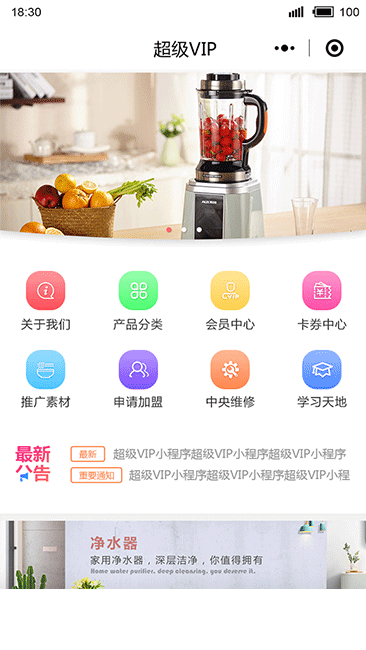 18:30
100
超级VIP
关于我们
产品分类
会员中心
卡券中心
推广素材
申请加盟
中央维修
学习天地
最新
公告
最新
超级VIP小程序超级VIP小程序超级VIP小程序
重要通知
超级VIP小程序超级VIP小程序超级VIP小程
净水器
家用净水器，深层洁净，你值得拥有
Home water purifier, deep cleansing, you deserve it.